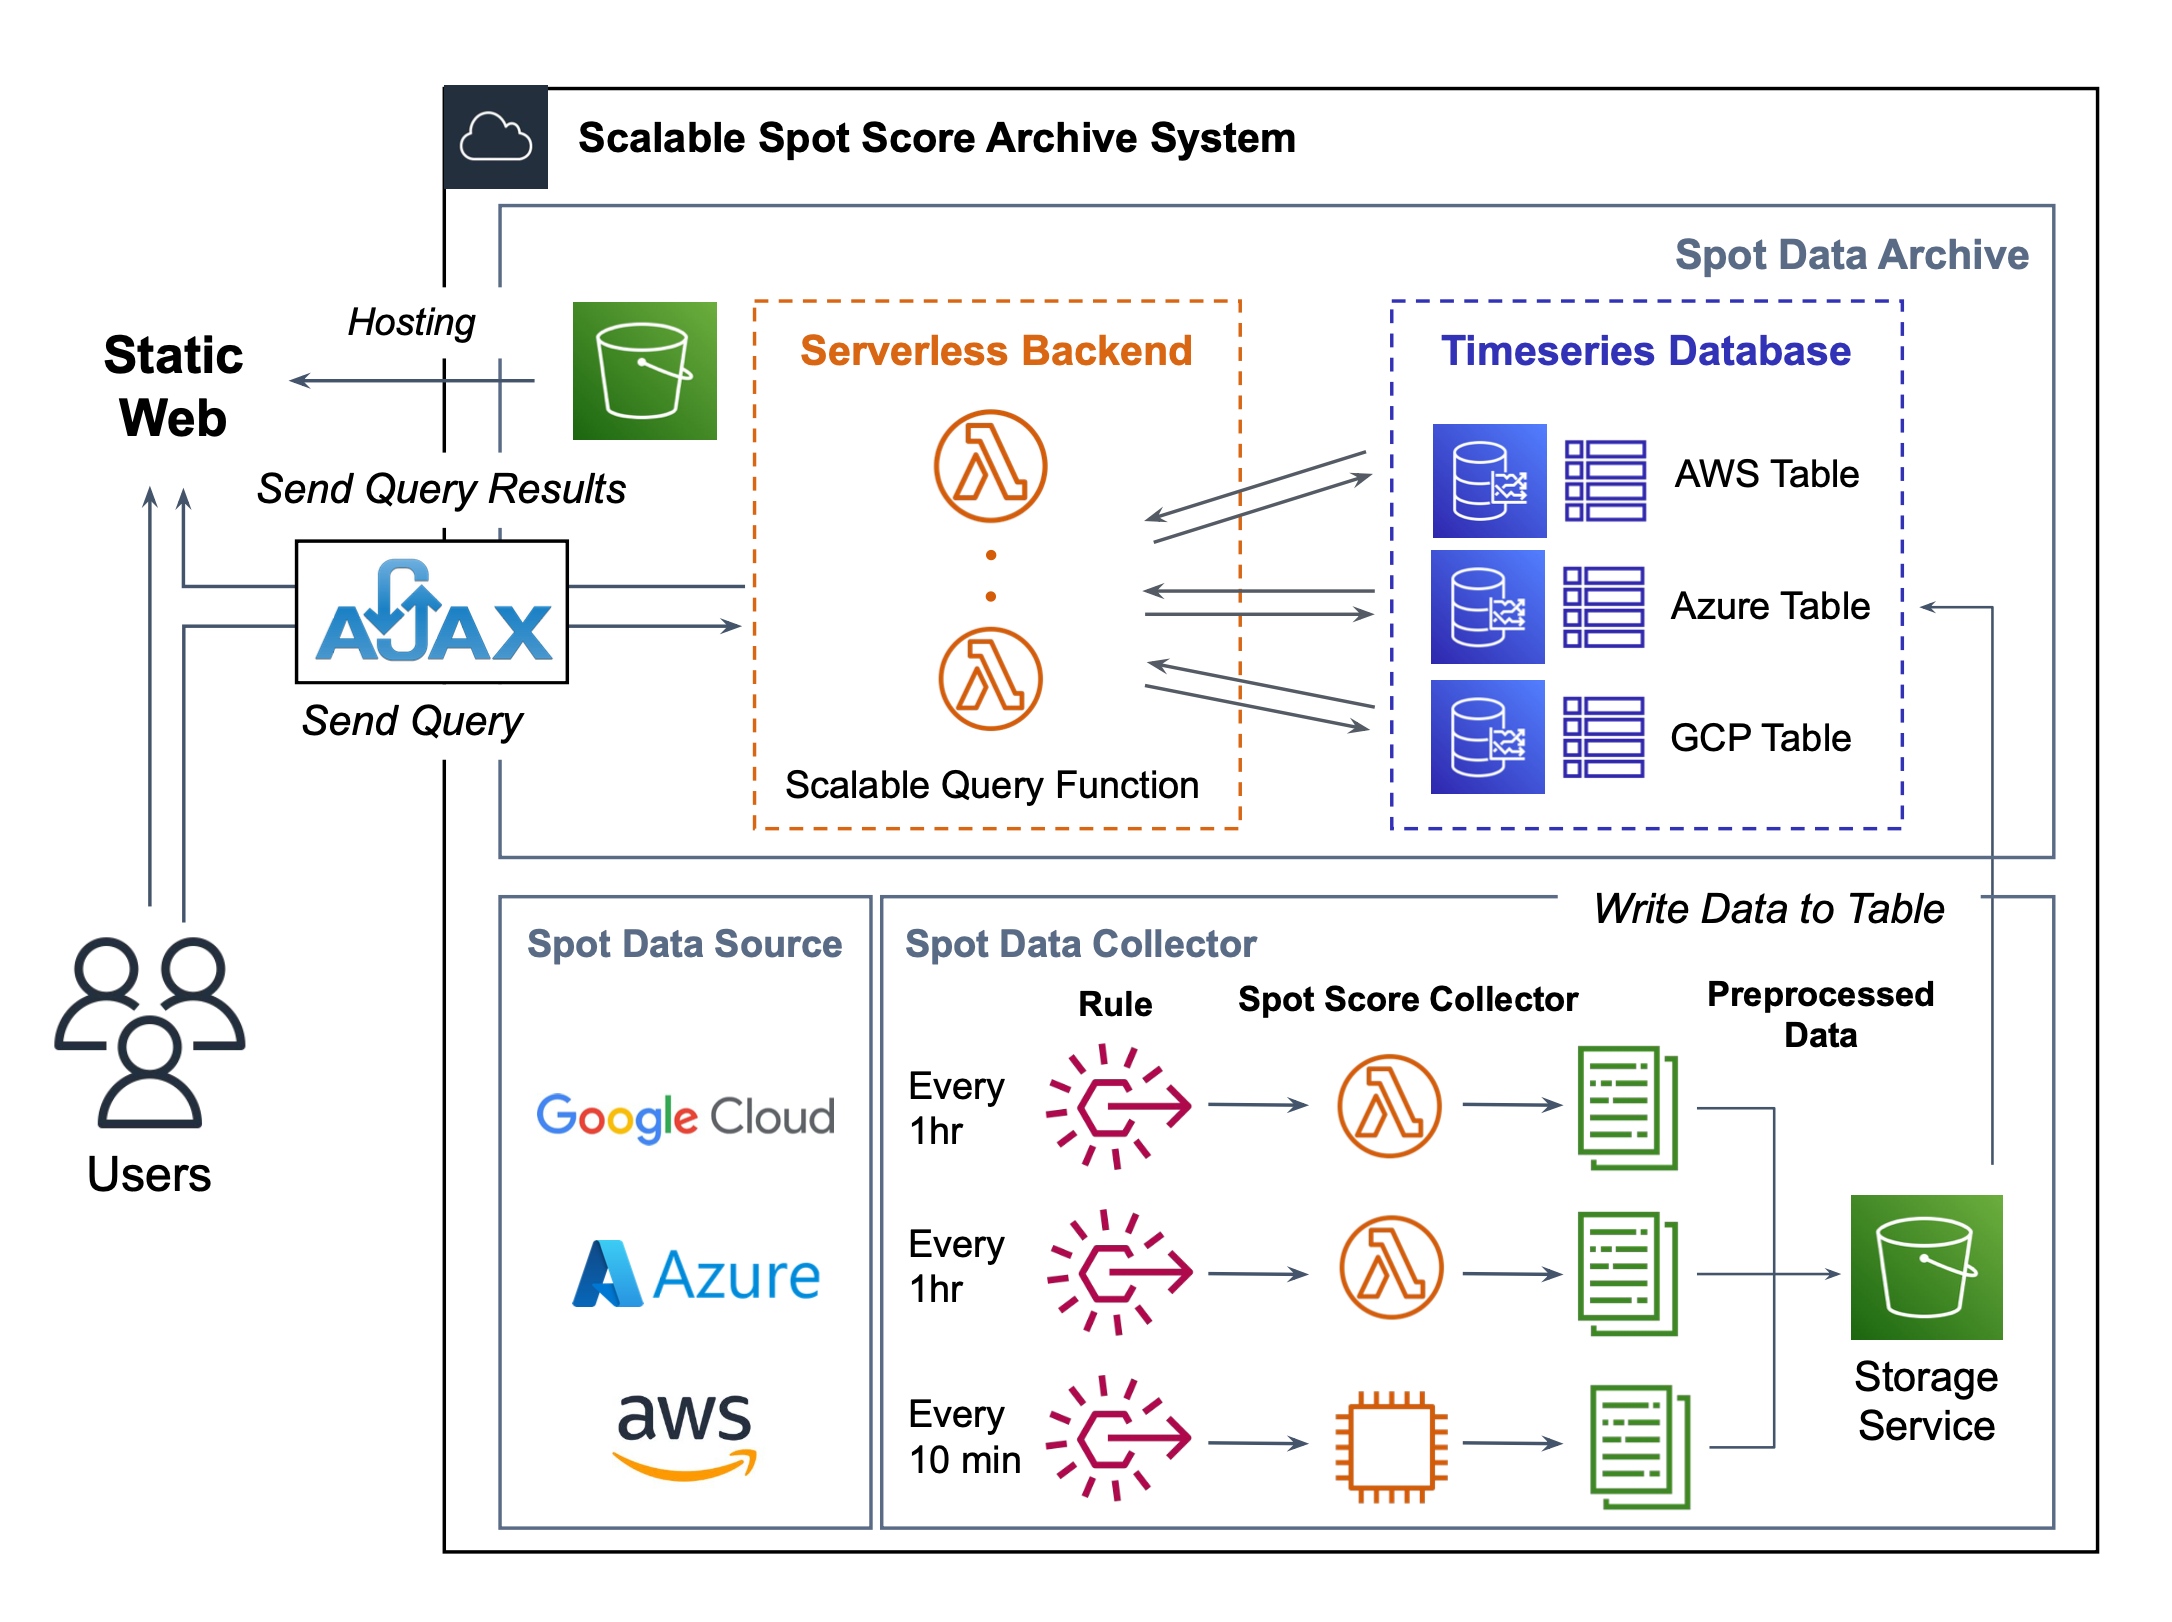 Scalable Spot Score Archive System
Spot Data Archive
Hosting
Static
Web
Serverless Backend
Timeseries Database
Send Query Results
AJAX
Send Query
AWS Table
Azure Table
GCP Table
Scalable Query Function
Users
Spot Data Source
Google Cloud
Azure
aws
Spot Data Collector
Write Data to Table
Rule
Spot Score Collector
Preprocessed
Data
Every
1hr
Every
1hr
Every
10 min
Storage
Service